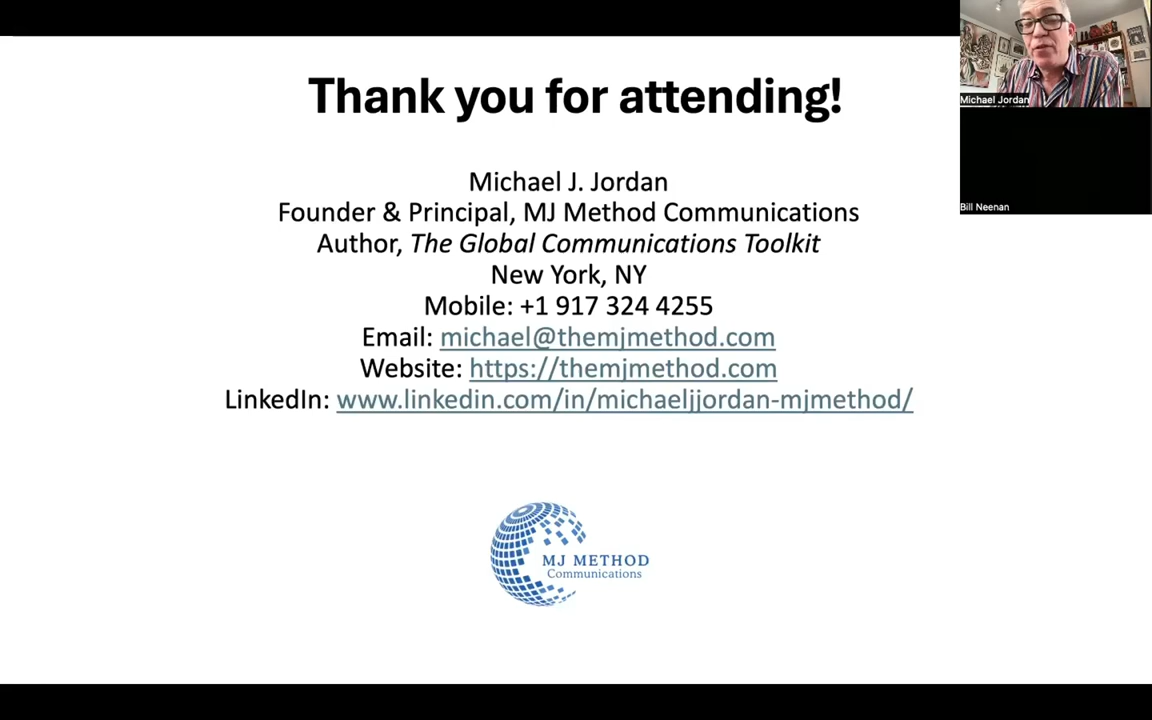 Thank you for attending!
Michael J. Jordan
Founder & Principal, MJ Method Communications
Author, The Global Communications Toolkit
New York, NY
Mobile: +1 917 324 4255
Email: michael@themjmethod.com
Website: https://themjmethod.com
LinkedIn: www.linkedin.com/in/michaeljjordan-mjmethod/
MJ METHOD
Communications
Michael Jordan
Bill Neenan